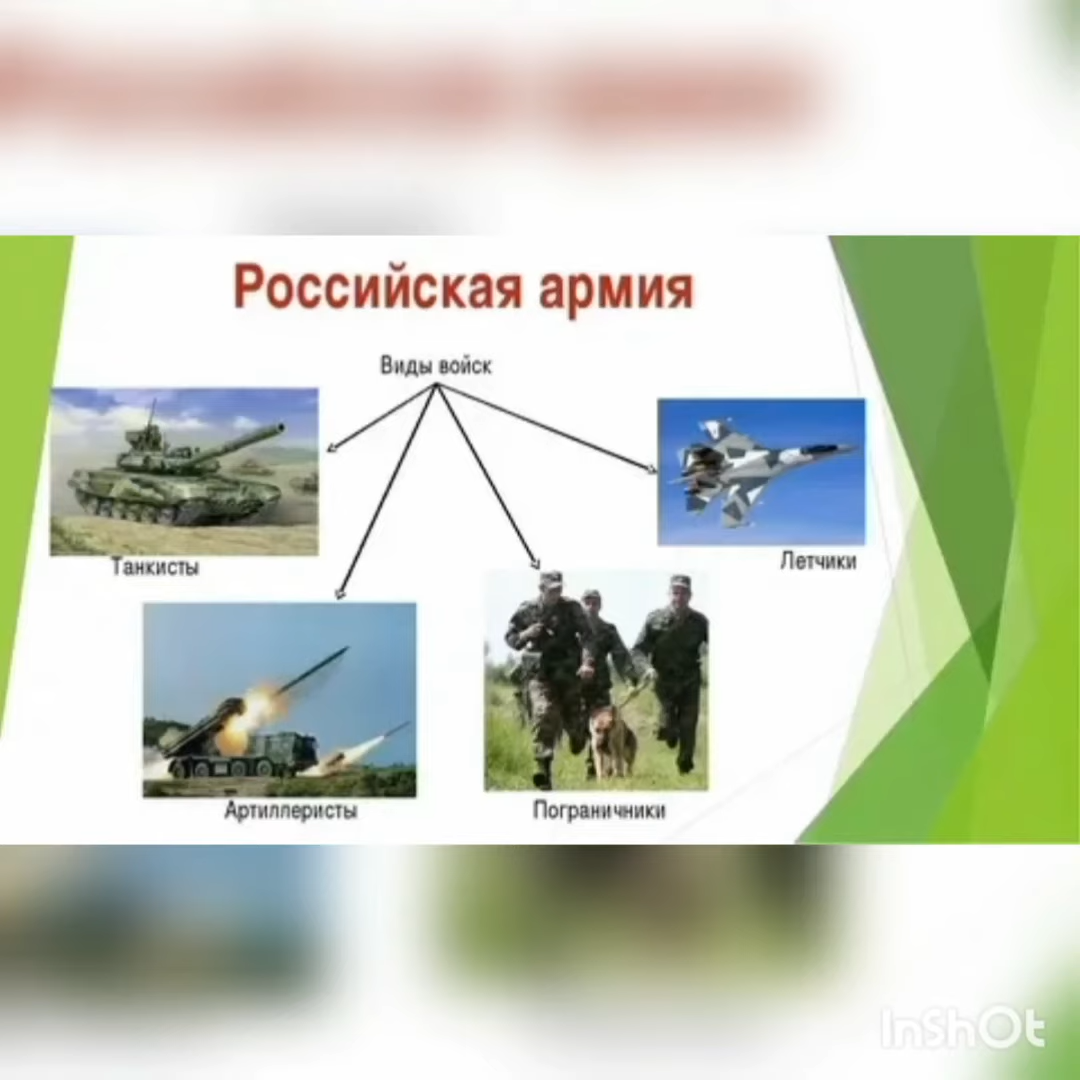 Российская армия
Виды войск
Танкисты
Летчики
Артиллеристы
Пограничники
InShOt